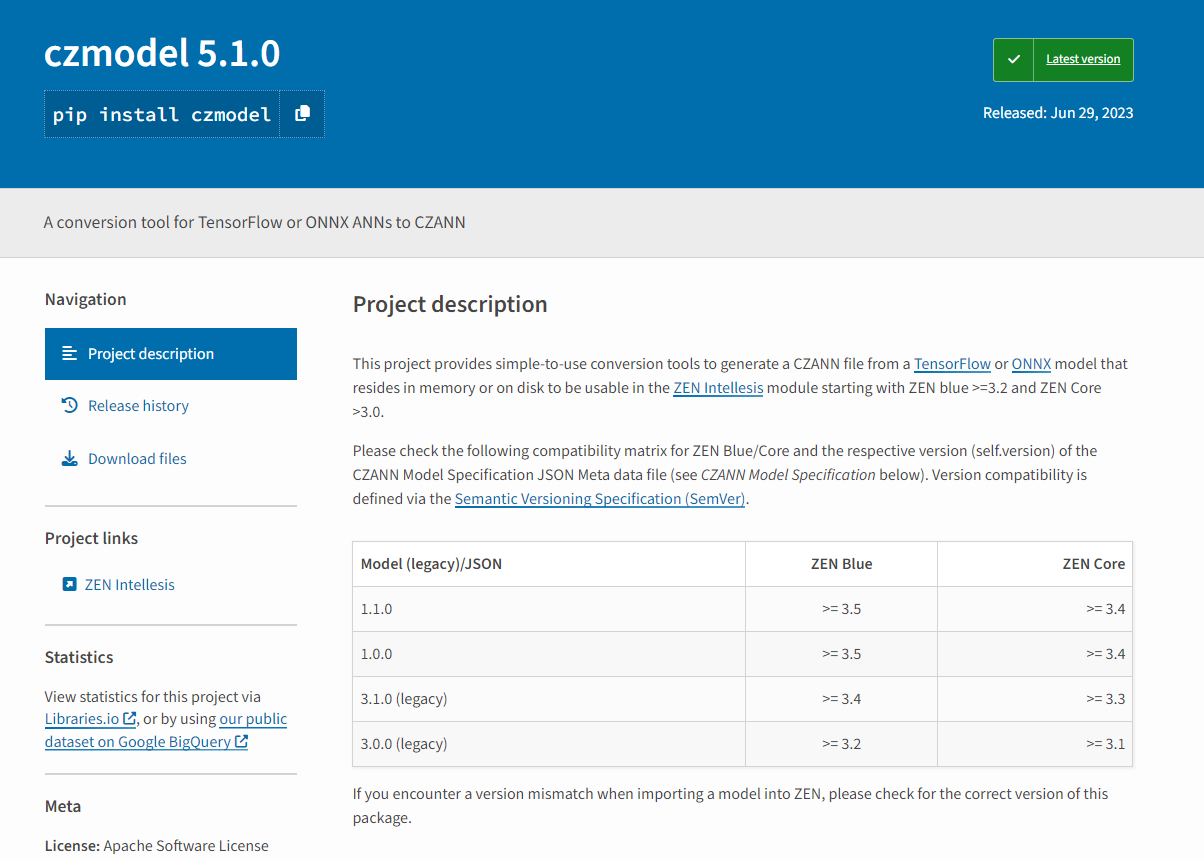 czmodel 5.1.0
pip install czmodel
Latest version
Released: Jun 29, 2023
A conversion tool for TensorFlow or ONNX ANNs to CZANN
Navigation
Project description
Release history
Download files
Project links
ZEN Intellesis
Statistics
View statistics for this project via
Libraries.io, or by using our public
dataset on Google BigQuery
Meta
License: Apache Software License
Project description
This project provides simple-to-use conversion tools to generate a CZANN file from a TensorFlow or ONNX model that
resides in memory or on disk to be usable in the ZEN Intellesis module starting with ZEN blue >=3.2 and ZEN Core
>3.0.
Please check the following compatibility matrix for ZEN Blue/Core and the respective version (self.version) of the
CZANN Model Specification JSON Meta data file (see CZANN Model Specification below). Version compatibility is
defined via the Semantic Versioning Specification (SemVer).
Model (legacy)/JSON ZEN Blue ZEN Core
1.1.0 >= 3.5 >= 3.4
1.0.0 >= 3.5 >= 3.4
3.1.0 (legacy) >= 3.4 >= 3.3
3.0.0 (legacy) >= 3.2 >= 3.1
If you encounter a version mismatch when importing a model into ZEN, please check for the correct version of this
package.